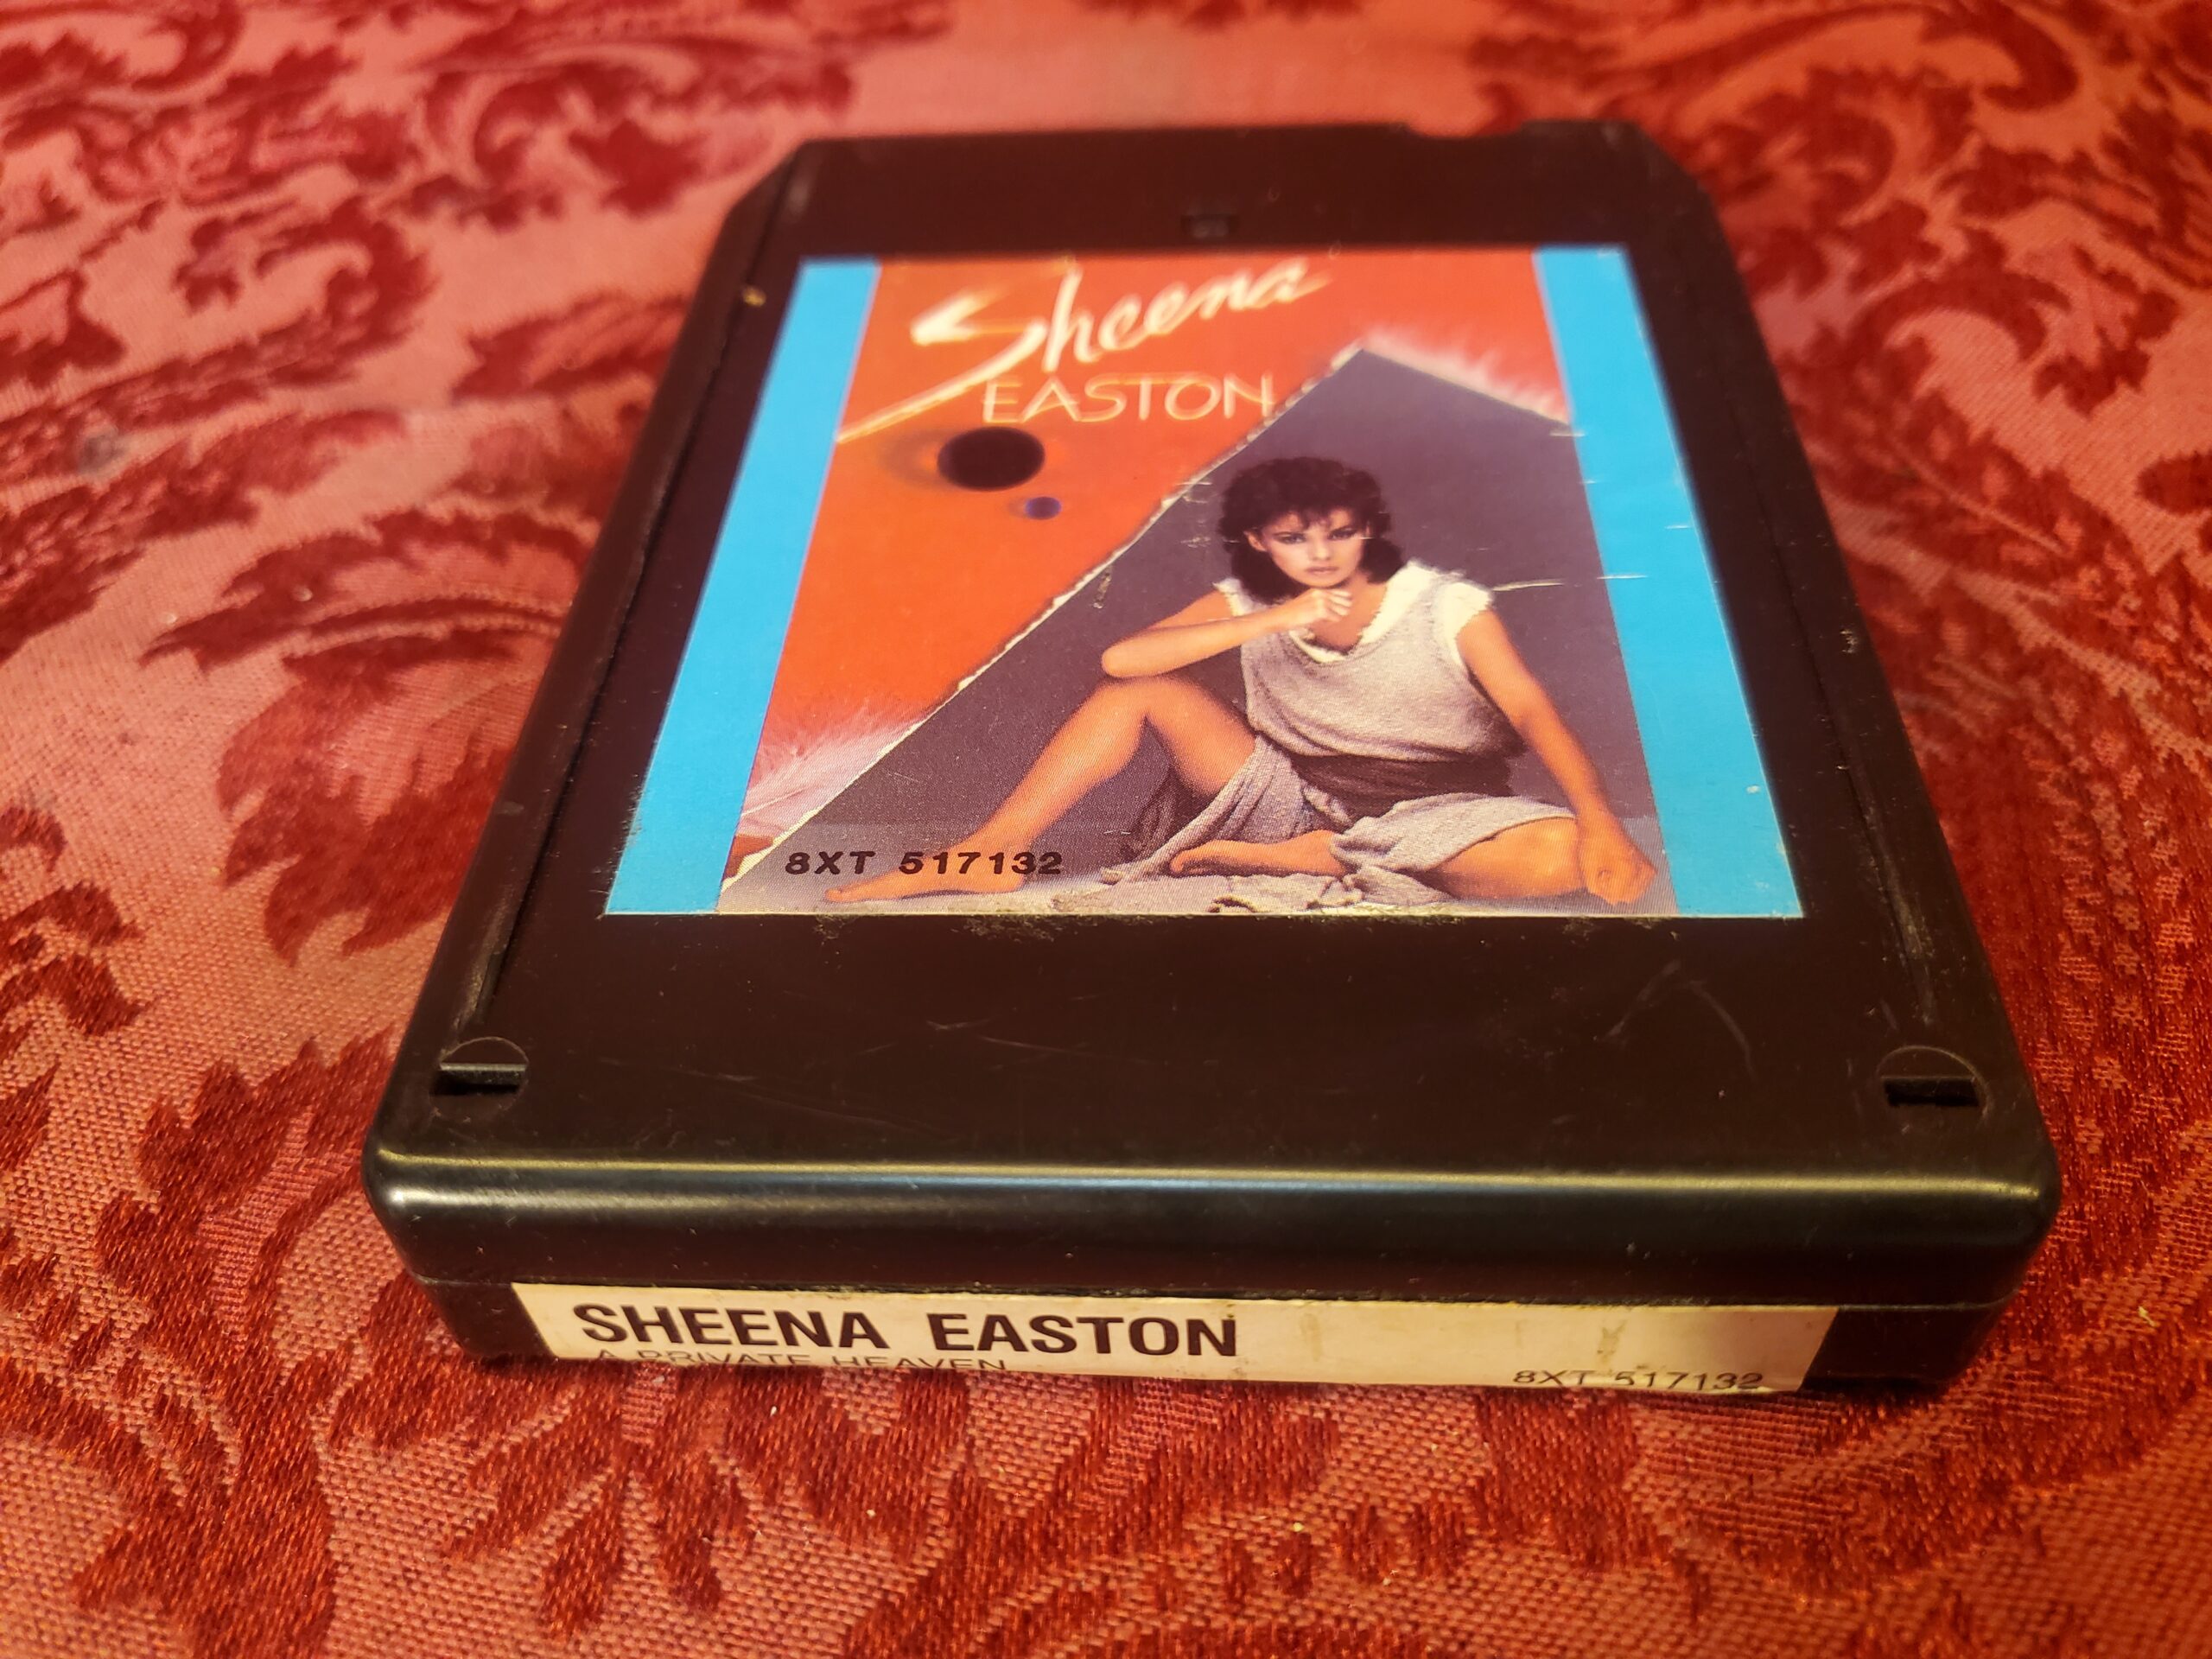 Sheena
EASTON
8XT 517132
SHEENA EASTON
A PRIVATE HEAVEN
8XT 517132